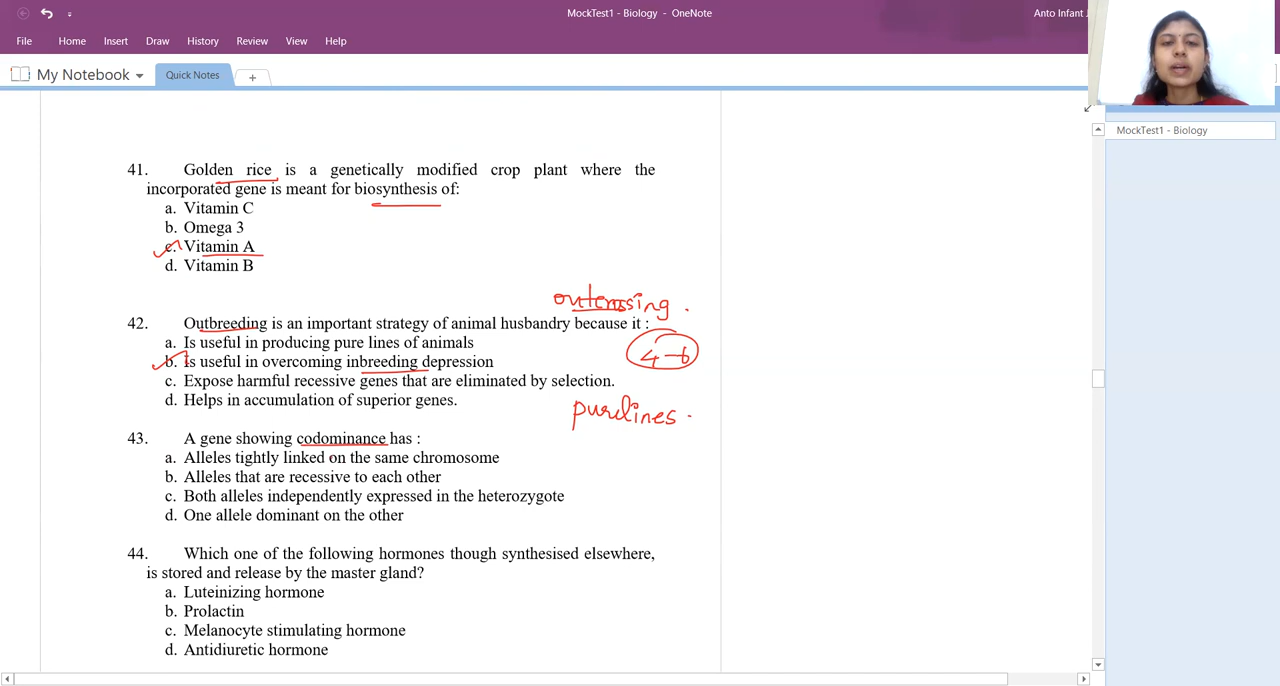 MockTest1 - Biology - OneNote
Anto Infant
File Home Insert Draw History Review View Help
My Notebook Quick Notes +
MockTest1 - Biology
41. Golden rice is a genetically modified crop plant where the
incorporated gene is meant for biosynthesis of:
a. Vitamin C
b. Omega 3
c. Vitamin A
d. Vitamin B
outcrossing.
42. Outbreeding is an important strategy of animal husbandry because it :
a. Is useful in producing pure lines of animals
b. Is useful in overcoming inbreeding depression
4-6
c. Expose harmful recessive genes that are eliminated by selection.
d. Helps in accumulation of superior genes.
purelines.
43. A gene showing codominance has :
a. Alleles tightly linked on the same chromosome
b. Alleles that are recessive to each other
c. Both alleles independently expressed in the heterozygote
d. One allele dominant on the other
44. Which one of the following hormones though synthesised elsewhere,
is stored and release by the master gland?
a. Luteinizing hormone
b. Prolactin
c. Melanocyte stimulating hormone
d. Antidiuretic hormone